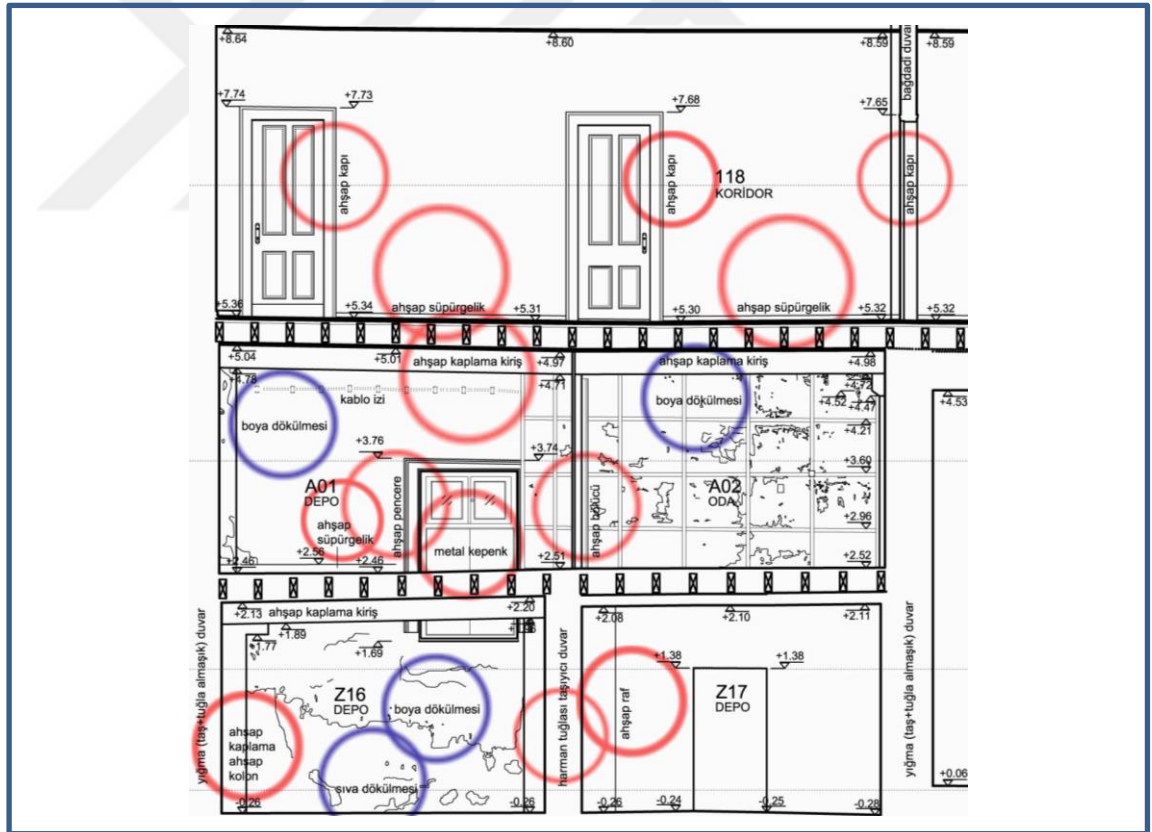 +8.64
+8.60
+8.59
+8.59
bağdadi duvar
+7.74
+7.73
+7.68
+7.65
ahşap kapı
ahşap kapı
118
KORİDOR
ahşap kapı
+5.36
+5.34
ahşap süpürgelik
+5.31
+5.30
ahşap süpürgelik
+5.32
+5.32
+5.04
+5.01
ahşap kaplama kiriş
+4.97
ahşap kaplama kiriş
+4.98
+4.78
kablo izi
+4.71
boya dökülmesi
+4.72
+4.52
+4.47
+4.53
boya dökülmesi
+4.21
+3.76
+3.74
+3.60
A01
DEPO
ahşap pencere
ahşap bölücü
A02
ODA
ahşap
süpürgelik
metal kepenk
+2.96
+2.46
+2.56
+2.46
+2.51
+2.52
+2.13
ahşap kaplama kiriş
+2.20
+2.08
+2.10
+2.11
+1.89
+1.77
+1.69
+1.38
+1.38
yığma (taş+tuğla almaşık) duvar
Z16
DEPO
boya dökülmesi
harman tuğlası taşıyıcı duvar
ahşap raf
Z17
DEPO
yığma (taş+tuğla almaşık) duvar
ahşap
kaplama
ahşap
kolon
sıva dökülmesi
+0.06
-0.26
-0.26
-0.26
-0.24
-0.25
-0.28